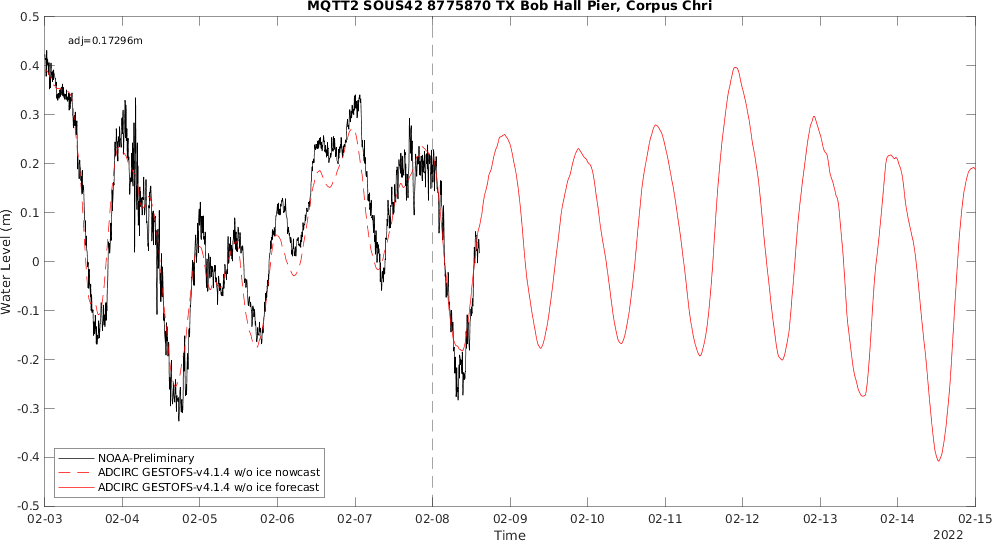 MQTT2 SOUS42 8775870 TX Bob Hall Pier, Corpus Chri
adj=0.17296m
0.5
0.4
0.3
0.2
0.1
0
-0.1
-0.2
-0.3
-0.4
-0.5
Water Level (m)
NOAA-Preliminary
ADCIRC GESTOFS-v4.1.4 w/o ice nowcast
ADCIRC GESTOFS-v4.1.4 w/o ice forecast
02-03 02-04 02-05 02-06 02-07 02-08 02-09 02-10 02-11 02-12 02-13 02-14 02-15
Time
2022